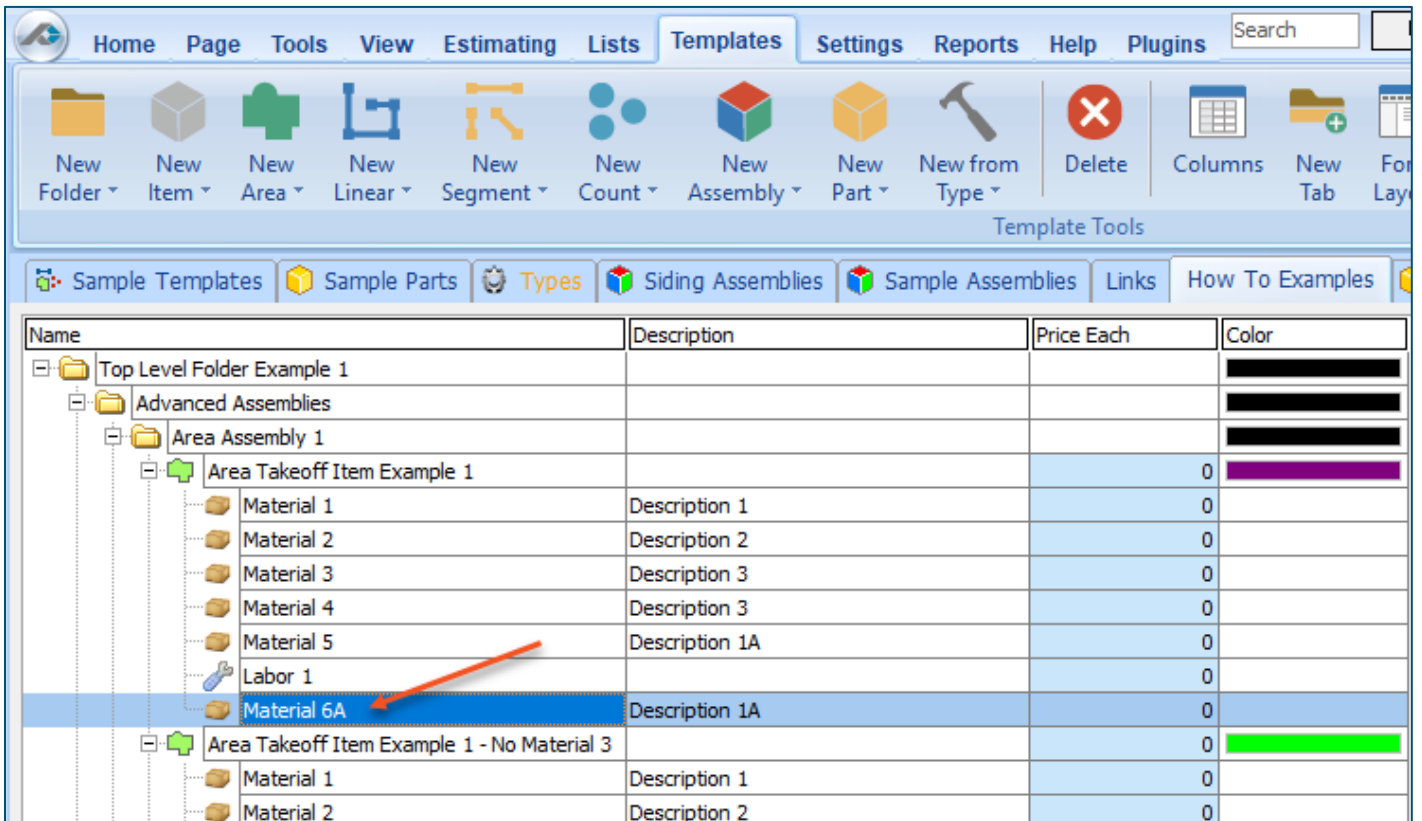 Home Page Tools View Estimating Lists Templates Settings Reports Help Plugins Search
New Folder New Item New Area New Linear New Segment New Count New Assembly New Part New from Type Delete Columns New Tab
Template Tools
Sample Templates Sample Parts Types Siding Assemblies Sample Assemblies Links How To Examples
Name Description Price Each Color
Top Level Folder Example 1
Advanced Assemblies
Area Assembly 1
Area Takeoff Item Example 1 0
Material 1 Description 1 0
Material 2 Description 2 0
Material 3 Description 3 0
Material 4 Description 3 0
Material 5 Description 1A 0
Labor 1 0
Material 6A Description 1A 0
Area Takeoff Item Example 1 - No Material 3 0
Material 1 Description 1 0
Material 2 Description 2 0